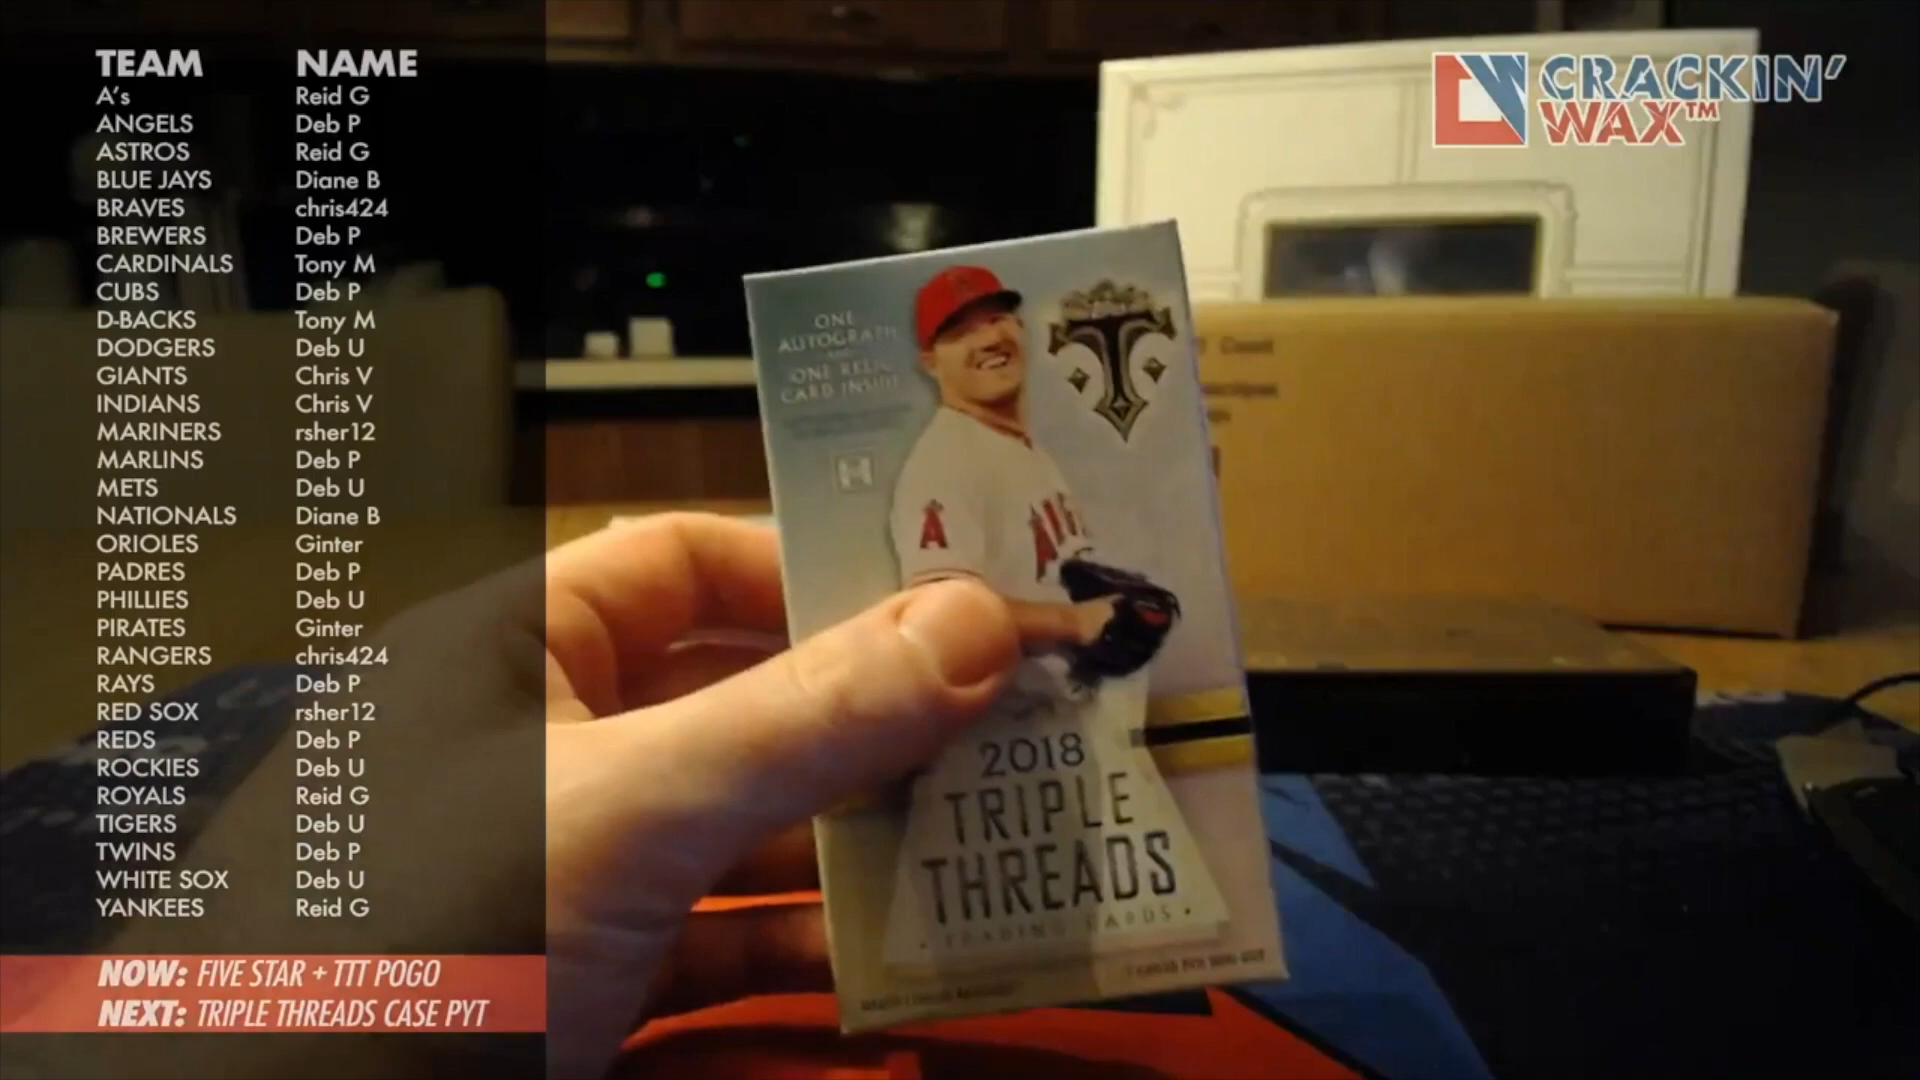 TEAM NAME
A's Reid G
ANGELS Deb P
ASTROS Reid G
BLUE JAYS Diane B
BRAVES chris424
BREWERS Deb P
CARDINALS Tony M
CUBS Deb P
D-BACKS Tony M
DODGERS Deb U
GIANTS Chris V
INDIANS Chris V
MARINERS rsher12
MARLINS Deb P
METS Deb U
NATIONALS Diane B
ORIOLES Ginter
PADRES Deb P
PHILLIES Deb U
PIRATES Ginter
RANGERS chris424
RAYS Deb P
RED SOX rsher12
REDS Deb P
ROCKIES Deb U
ROYALS Reid G
TIGERS Deb U
TWINS Deb P
WHITE SOX Deb U
YANKEES Reid G
NOW: FIVE STAR + TTT POGO
NEXT: TRIPLE THREADS CASE PYT
CRACKIN'
WAX™
ONE
AUTOGRAPH
AND
ONE RELIC
CARD INSIDE
H
T
A
2018
TRIPLE
THREADS
• TRADING CARDS •